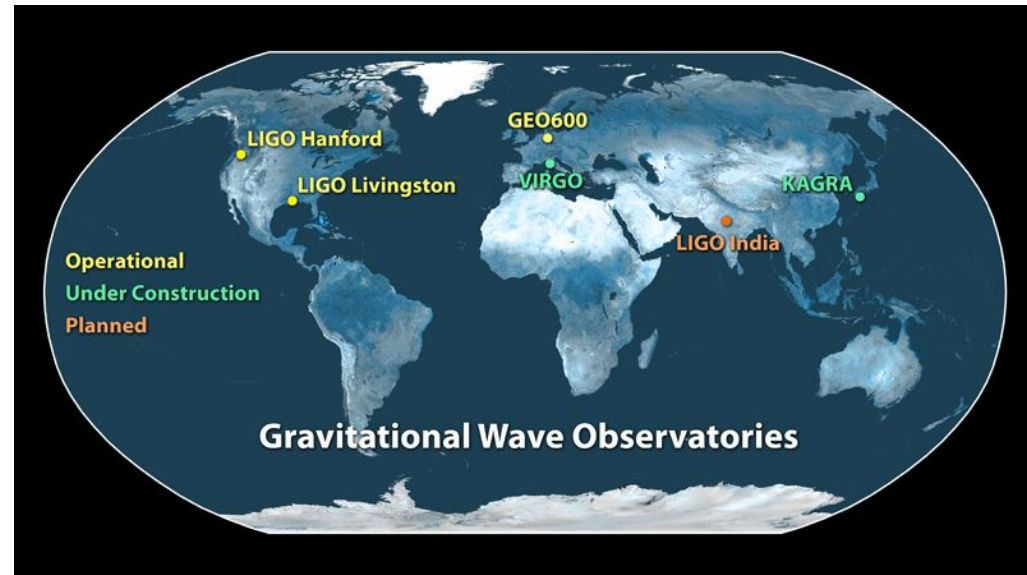 GEO600
LIGO Hanford
VIRGO
KAGRA
LIGO Livingston
LIGO India
Operational
Under Construction
Planned
Gravitational Wave Observatories